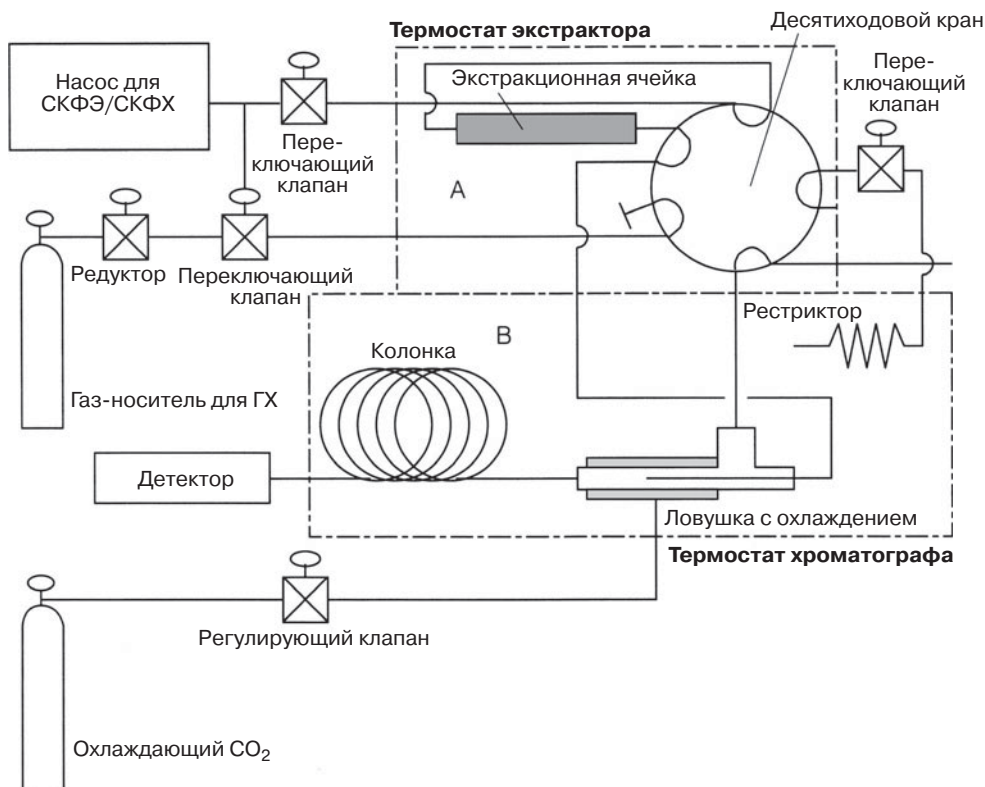 Десятиходовой кран
Термостат экстрактора
Насос для
СКФЭ/СКФХ
Экстракционная ячейка
Пере-
ключающий
клапан
Пере-
ключающий
клапан
А
Редуктор
Переключающий
клапан
В
Рестриктор
Колонка
Газ-носитель для ГХ
Детектор
Ловушка с охлаждением
Термостат хроматографа
Регулирующий клапан
Охлаждающий СО₂